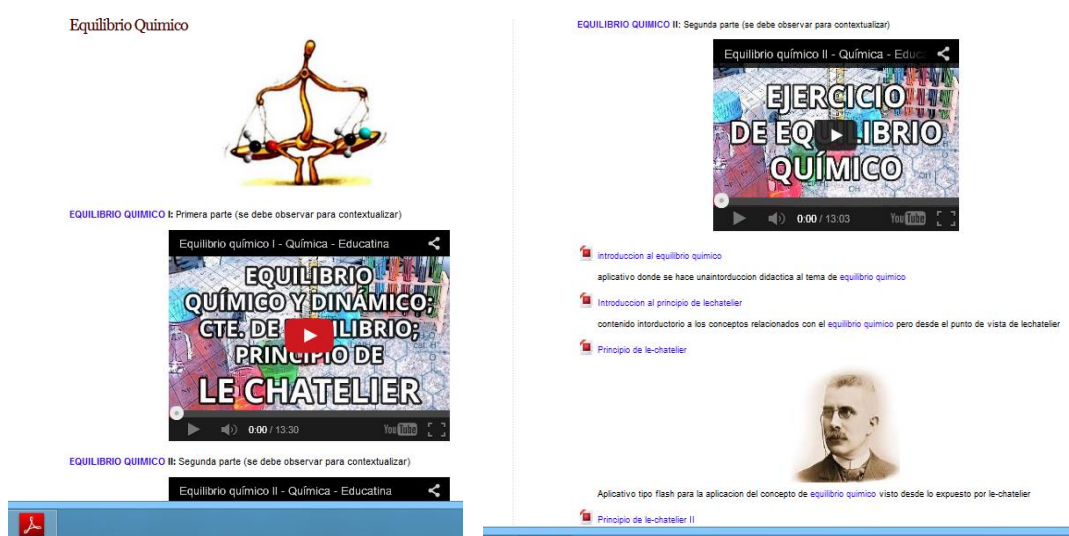 Equilibrio Quimico
EQUILIBRIO QUIMICO I: Primera parte (se debe observar para contextualizar)
Equilibrio químico I - Química - Educatina
EQUILIBRIO
QUÍMICO Y DINÁMICO;
CTE. DE EQUILIBRIO;
PRINCIPIO DE
LE CHATELIER
0:00 / 13:30
YouTube
EQUILIBRIO QUIMICO II: Segunda parte (se debe observar para contextualizar)
Equilibrio químico II - Química - Educatina
EQUILIBRIO QUIMICO II: Segunda parte (se debe observar para contextualizar)
Equilibrio químico II - Química - Educ
EJERCICIO
DE EQUILIBRIO
QUÍMICO
0:00 / 13:03
YouTube
introduccion al equilibrio quimico
aplicativo donde se hace unaintorduccion didactica al tema de equilibrio quimico
Introduccion al principio de lechatelier
contenido intorductorio a los conceptos relacionados con el equilibrio quimico pero desde el punto de vista de lechatelier
Principio de le-chatelier
Aplicativo tipo flash para la aplicacion del concepto de equilibrio quimico visto desde lo expuesto por le-chatelier
Principio de le-chatelier II